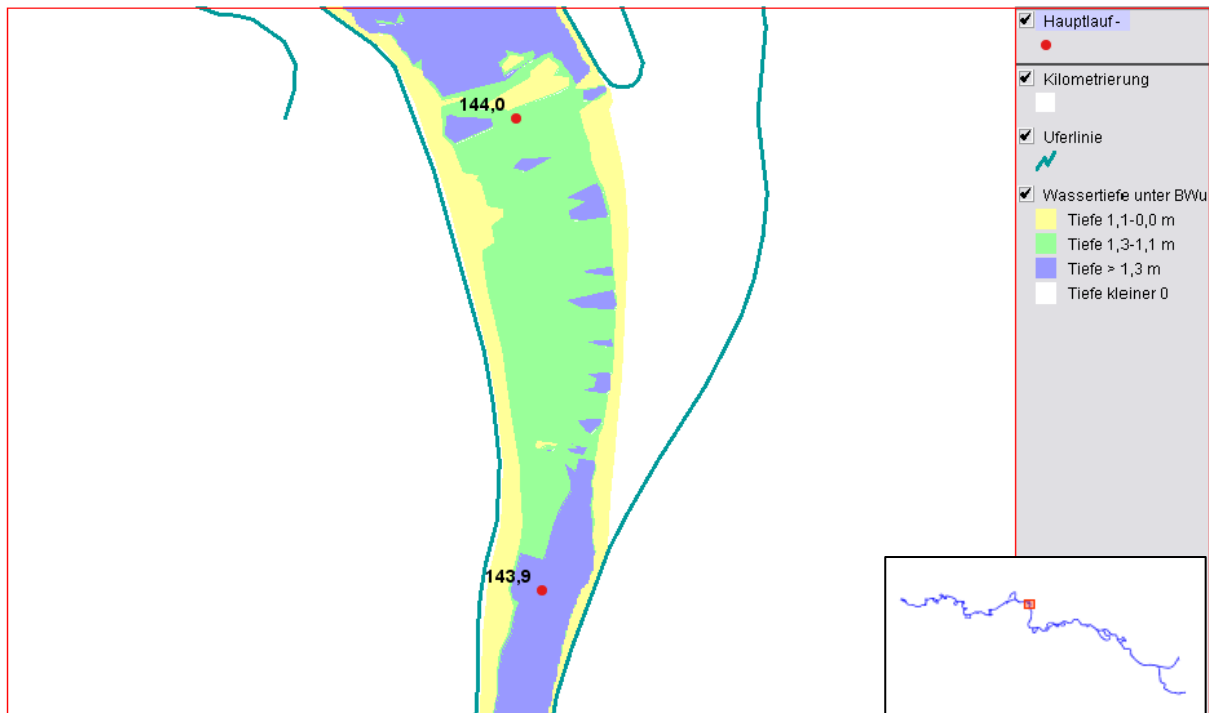 144,0
143,9
Hauptlauf-
Kilometrierung
Uferlinie
Wassertiefe unter BWu
Tiefe 1,1-0,0 m
Tiefe 1,3-1,1 m
Tiefe > 1,3 m
Tiefe kleiner 0